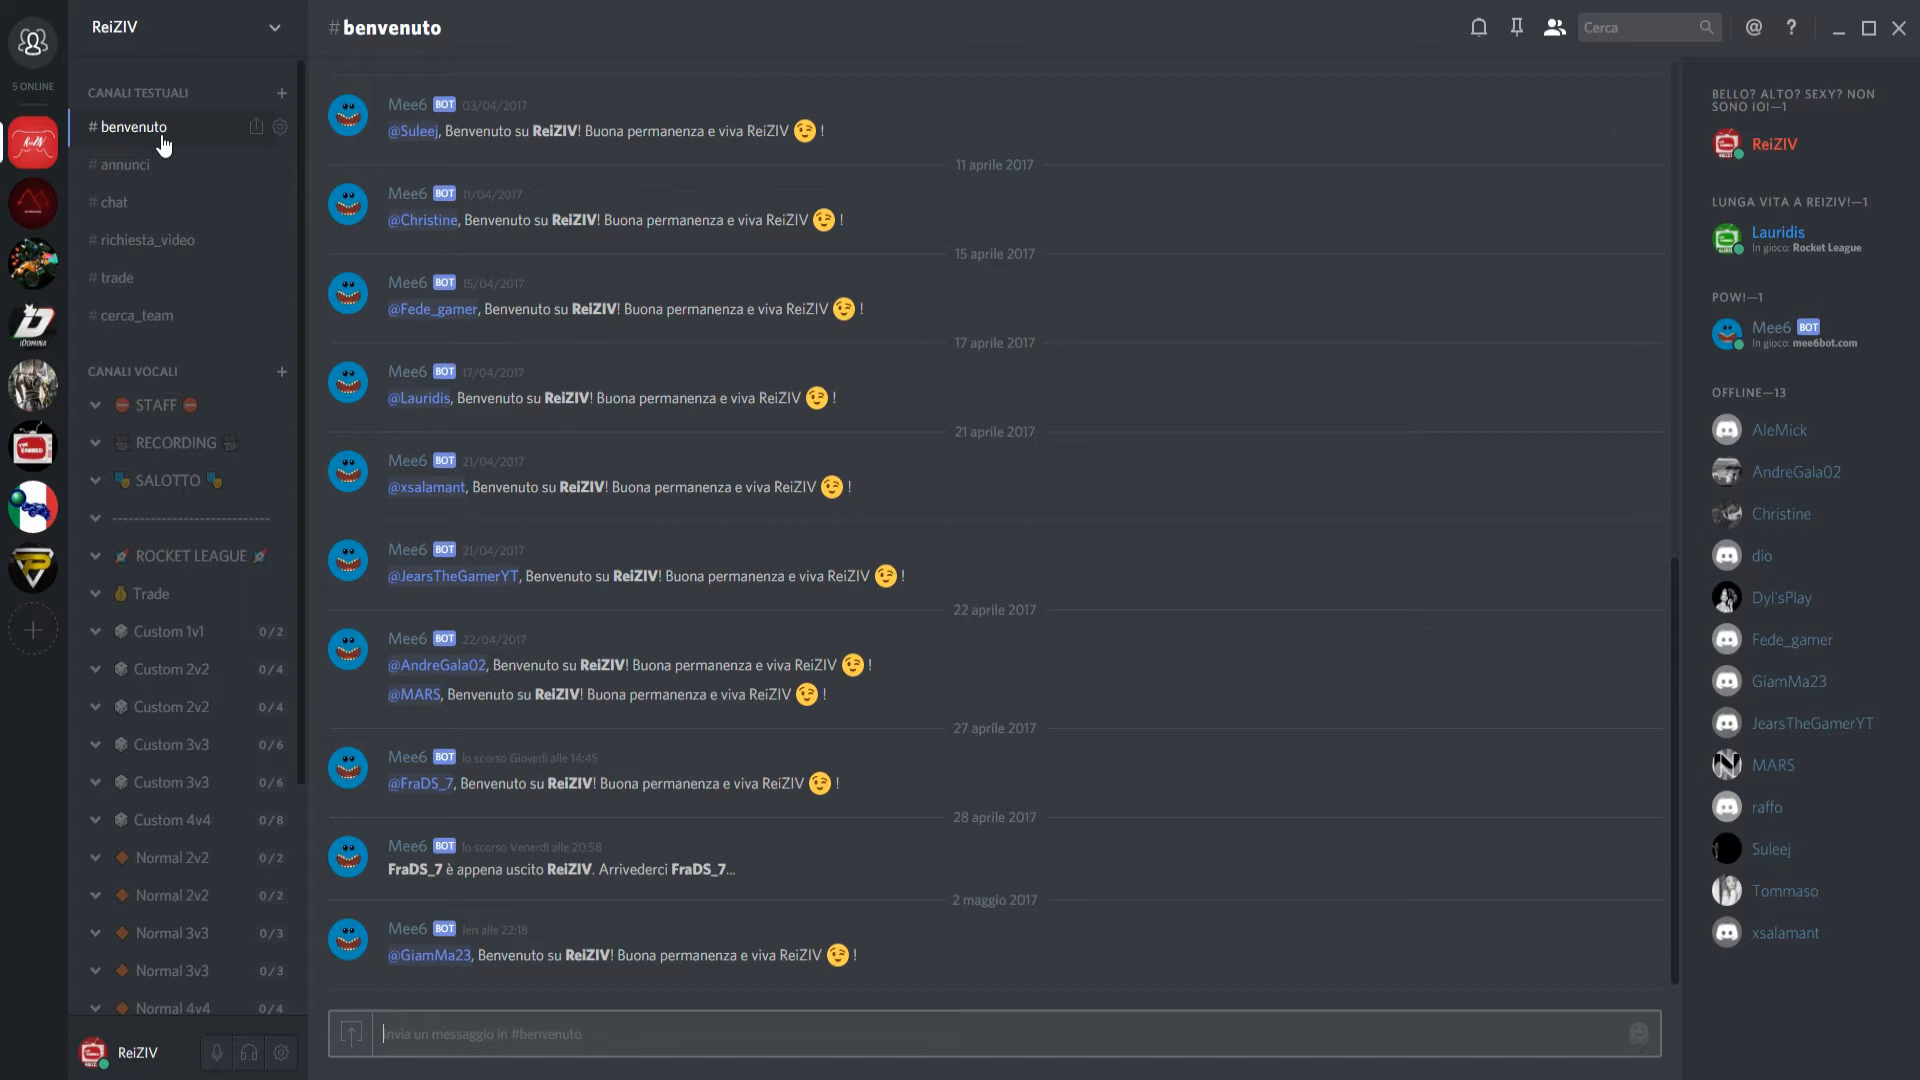 5 ONLINE
ReiZIV
CANALI TESTUALI
# benvenuto
# annunci
# chat
# richiesta_video
# trade
# cerca_team
CANALI VOCALI
STAFF
RECORDING
SALOTTO
----------------------------
ROCKET LEAGUE
Trade
Custom 1v1 0/2
Custom 2v2 0/4
Custom 2v2 0/4
Custom 3v3 0/6
Custom 3v3 0/6
Custom 4v4 0/8
Normal 2v2 0/2
Normal 2v2 0/2
Normal 3v3 0/3
Normal 3v3 0/3
Normal 4v4 0/4
ReiZIV
#benvenuto
Cerca
@ ?
Mee6 BOT 03/04/2017
@Suleej, Benvenuto su ReiZIV! Buona permanenza e viva ReiZIV 😉 !
11 aprile 2017
Mee6 BOT 11/04/2017
@Christine, Benvenuto su ReiZIV! Buona permanenza e viva ReiZIV 😉 !
15 aprile 2017
Mee6 BOT 15/04/2017
@Fede_gamer, Benvenuto su ReiZIV! Buona permanenza e viva ReiZIV 😉 !
17 aprile 2017
Mee6 BOT 17/04/2017
@Lauridis, Benvenuto su ReiZIV! Buona permanenza e viva ReiZIV 😉 !
21 aprile 2017
Mee6 BOT 21/04/2017
@xsalamant, Benvenuto su ReiZIV! Buona permanenza e viva ReiZIV 😉 !
Mee6 BOT 21/04/2017
@JearsTheGamerYT, Benvenuto su ReiZIV! Buona permanenza e viva ReiZIV 😉 !
22 aprile 2017
Mee6 BOT 22/04/2017
@AndreGala02, Benvenuto su ReiZIV! Buona permanenza e viva ReiZIV 😉 !
@MARS, Benvenuto su ReiZIV! Buona permanenza e viva ReiZIV 😉 !
27 aprile 2017
Mee6 BOT lo scorso Giovedì alle 14:45
@FraDS_7, Benvenuto su ReiZIV! Buona permanenza e viva ReiZIV 😉 !
28 aprile 2017
Mee6 BOT lo scorso Venerdì alle 20:58
FraDS_7 è appena uscito ReiZIV. Arrivederci FraDS_7...
2 maggio 2017
Mee6 BOT Ieri alle 22:18
@GiamMa23, Benvenuto su ReiZIV! Buona permanenza e viva ReiZIV 😉 !
Invia un messaggio in #benvenuto
BELLO? ALTO? SEXY? NON
SONO IO!—1
ReiZIV
LUNGA VITA A REIZIV!—1
Lauridis
In gioco: Rocket League
POW!—1
Mee6 BOT
In gioco: mee6bot.com
OFFLINE—13
AleMick
AndreGala02
Christine
dio
Dyl'sPlay
Fede_gamer
GiamMa23
JearsTheGamerYT
MARS
raffo
Suleej
Tommaso
xsalamant